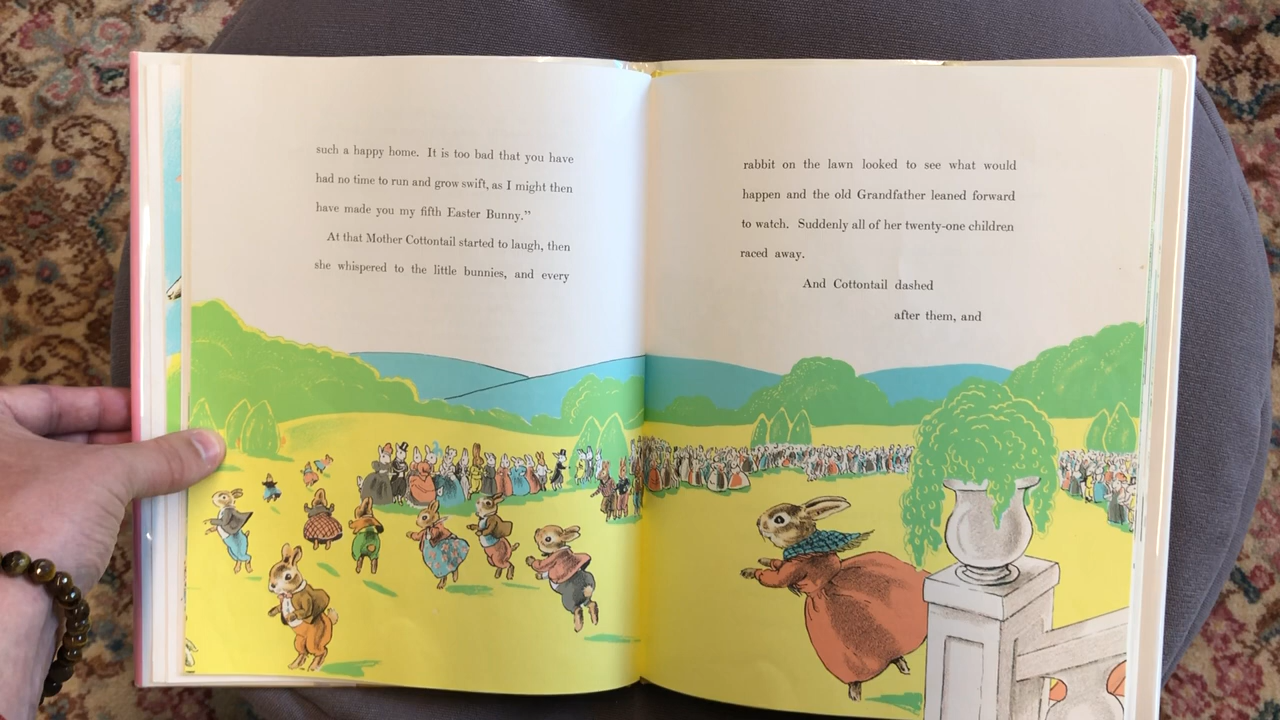 such a happy home. It is too bad that you have
had no time to run and grow swift, as I might then
have made you my fifth Easter Bunny."
At that Mother Cottontail started to laugh, then
she whispered to the little bunnies, and every
rabbit on the lawn looked to see what would
happen and the old Grandfather leaned forward
to watch. Suddenly all of her twenty-one children
raced away.
And Cottontail dashed
after them, and